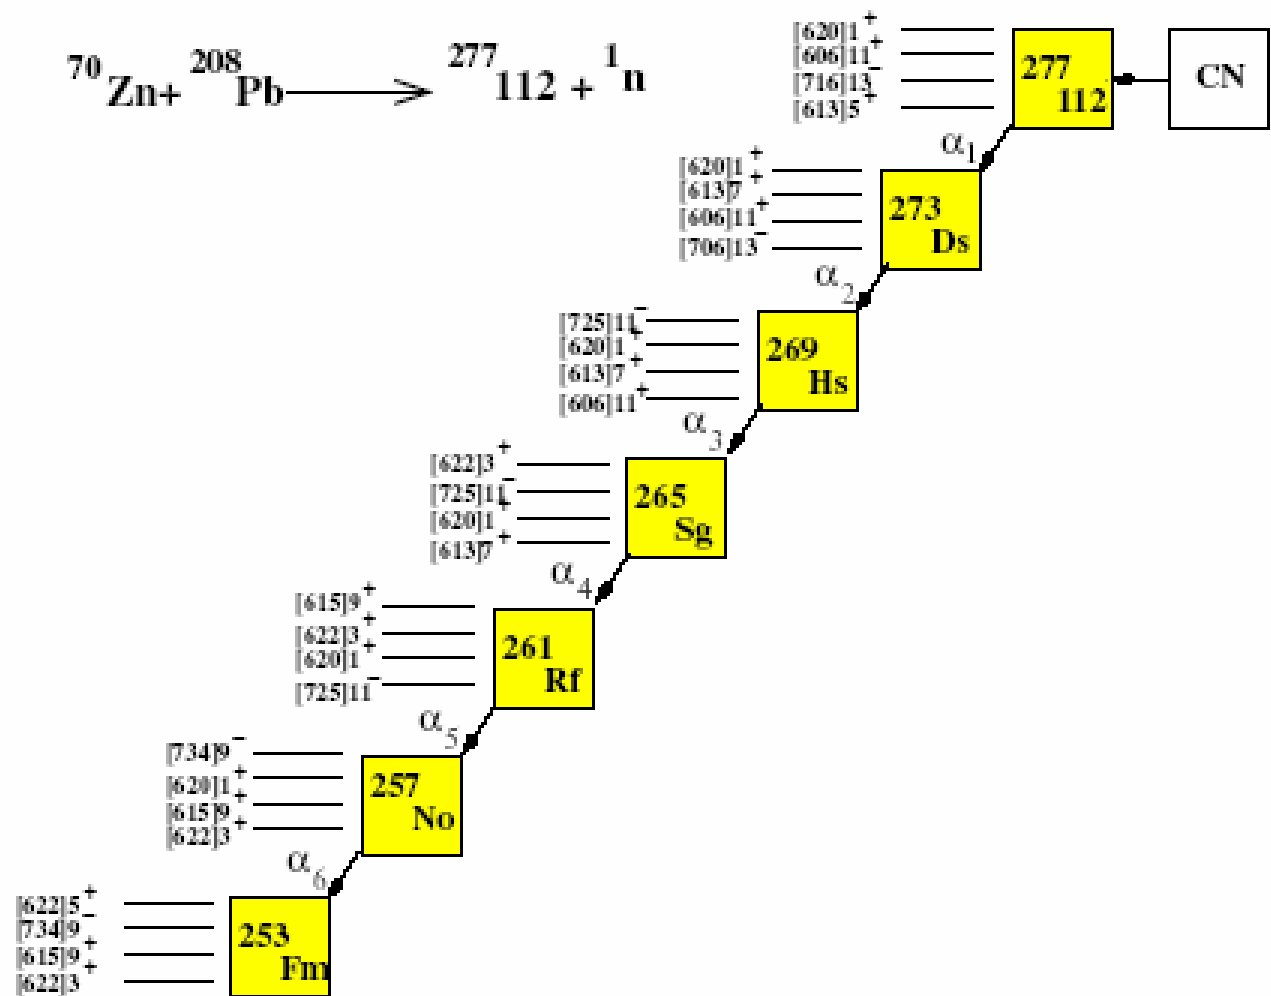 ⁷⁰Zn+ ²⁰⁸Pb ²⁷⁷112 + ¹n
[620]1⁺
[606]11⁺
[716]13⁻
[613]5⁺
277
112
CN
α₁
[620]1⁺
[613]7⁺
[606]11⁺
[706]13⁻
273
Ds
α₂
[725]11⁻
[620]1⁺
[613]7⁺
[606]11⁺
269
Hs
α₃
[622]3⁺
[725]11⁻
[620]1⁺
[613]7⁺
265
Sg
α₄
[615]9⁺
[622]3⁺
[620]1⁺
[725]11⁻
261
Rf
α₅
[734]9⁻
[620]1⁺
[615]9⁺
[622]3⁺
257
No
α₆
[622]5⁺
[734]9⁻
[615]9⁺
[622]3⁺
253
Fm